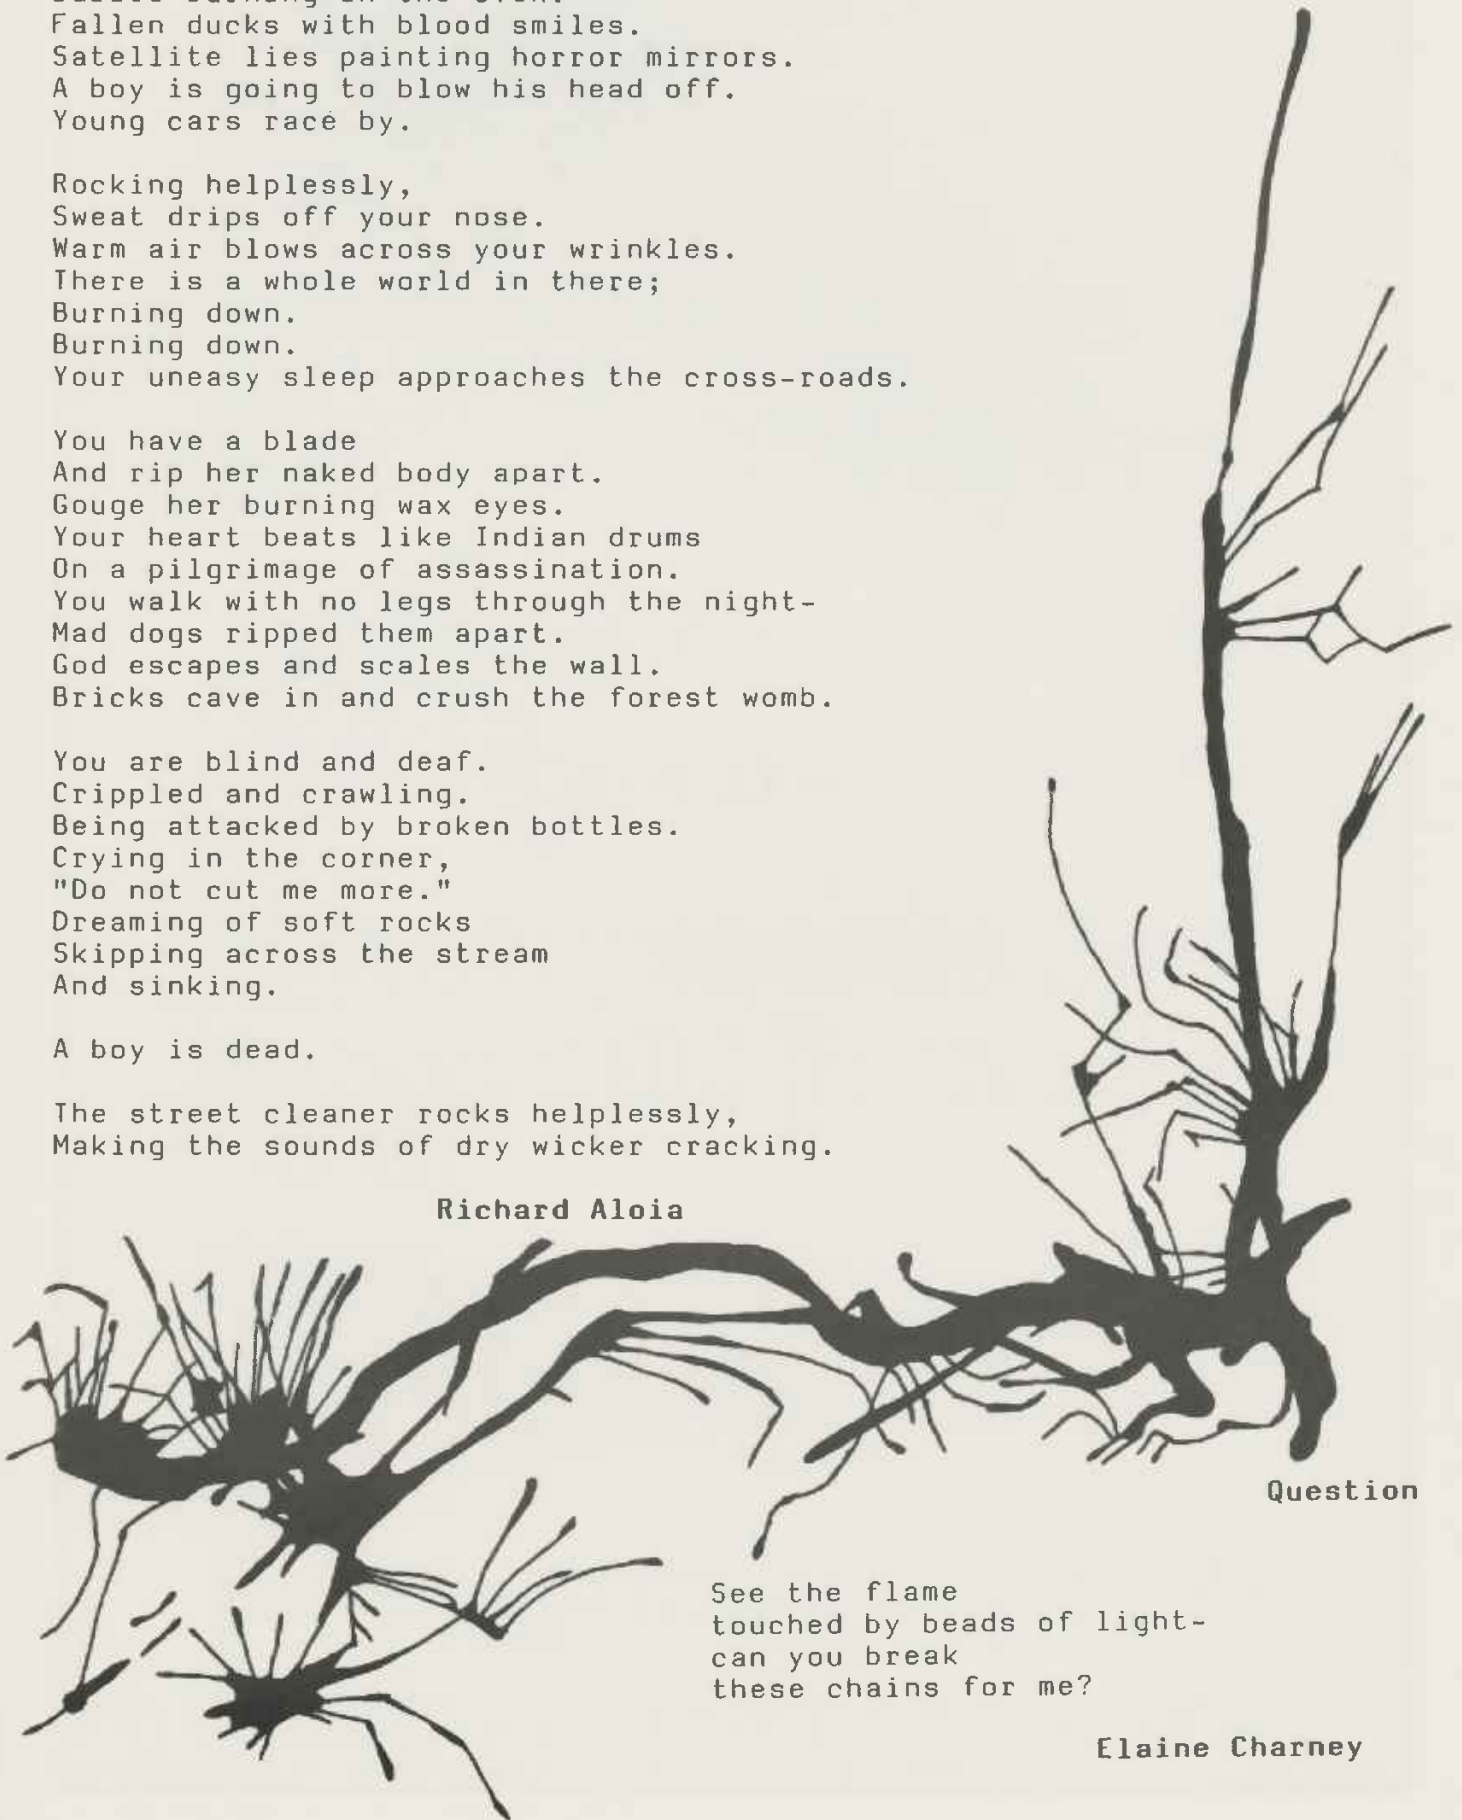 in the oven.
Fallen ducks with blood smiles.
Satellite lies painting horror mirrors.
A boy is going to blow his head off.
Young cars race by.

Rocking helplessly,
Sweat drips off your nose.
Warm air blows across your wrinkles.
There is a whole world in there;
Burning down.
Burning down.
Your uneasy sleep approaches the cross-roads.

You have a blade
And rip her naked body apart.
Gouge her burning wax eyes.
Your heart beats like Indian drums
On a pilgrimage of assassination.
You walk with no legs through the night-
Mad dogs ripped them apart.
God escapes and scales the wall.
Bricks cave in and crush the forest womb.

You are blind and deaf.
Crippled and crawling.
Being attacked by broken bottles.
Crying in the corner,
"Do not cut me more."
Dreaming of soft rocks
Skipping across the stream
And sinking.

A boy is dead.

The street cleaner rocks helplessly,
Making the sounds of dry wicker cracking.

Richard Aloia

Question

See the flame
touched by beads of light-
can you break
these chains for me?

Elaine Charney